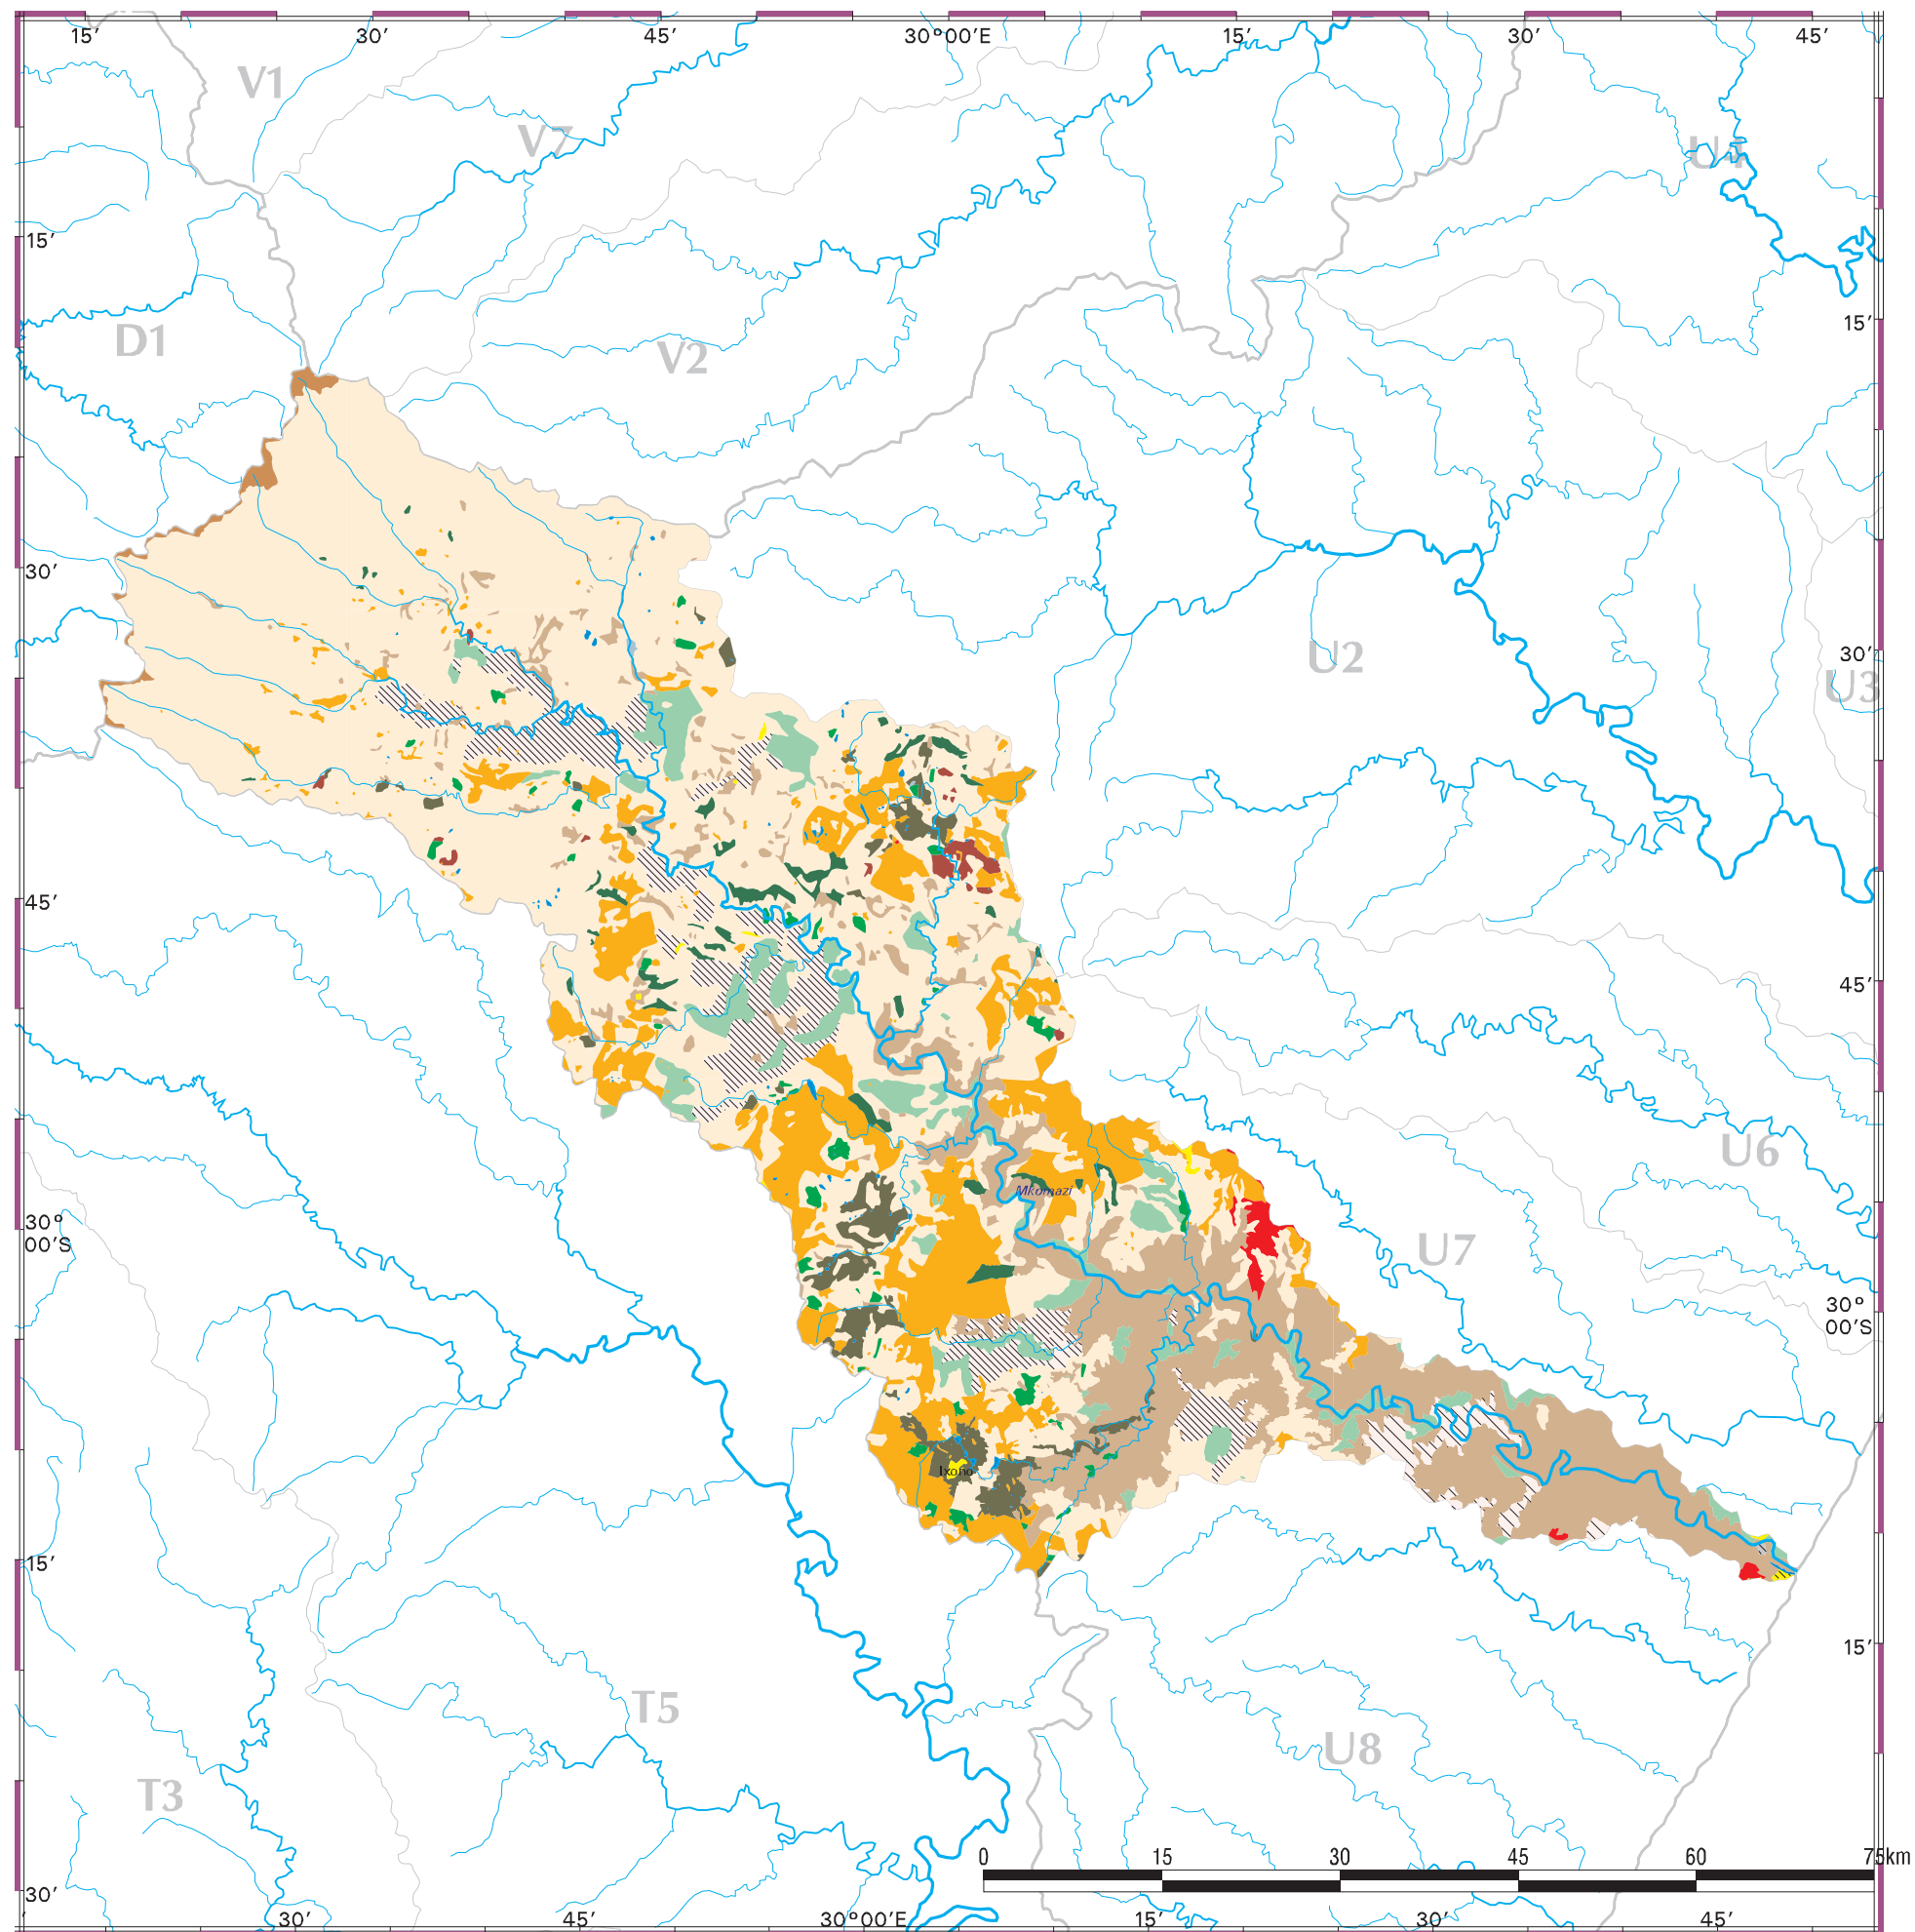 15′ 30′ 45′ 30°00′E 15′ 30′ 45′
V1
V7
U4
15′
15′
D1
V2
30′
30′
U2
U3
45′
45′
U6
Mkomazi
30°
00′S
U7
30°
00′S
Ixopo
15′
15′
T5
U8
T3
0 15 30 45 60 75km
30′
30′ 45′ 30°00′E 15′ 30′ 45′